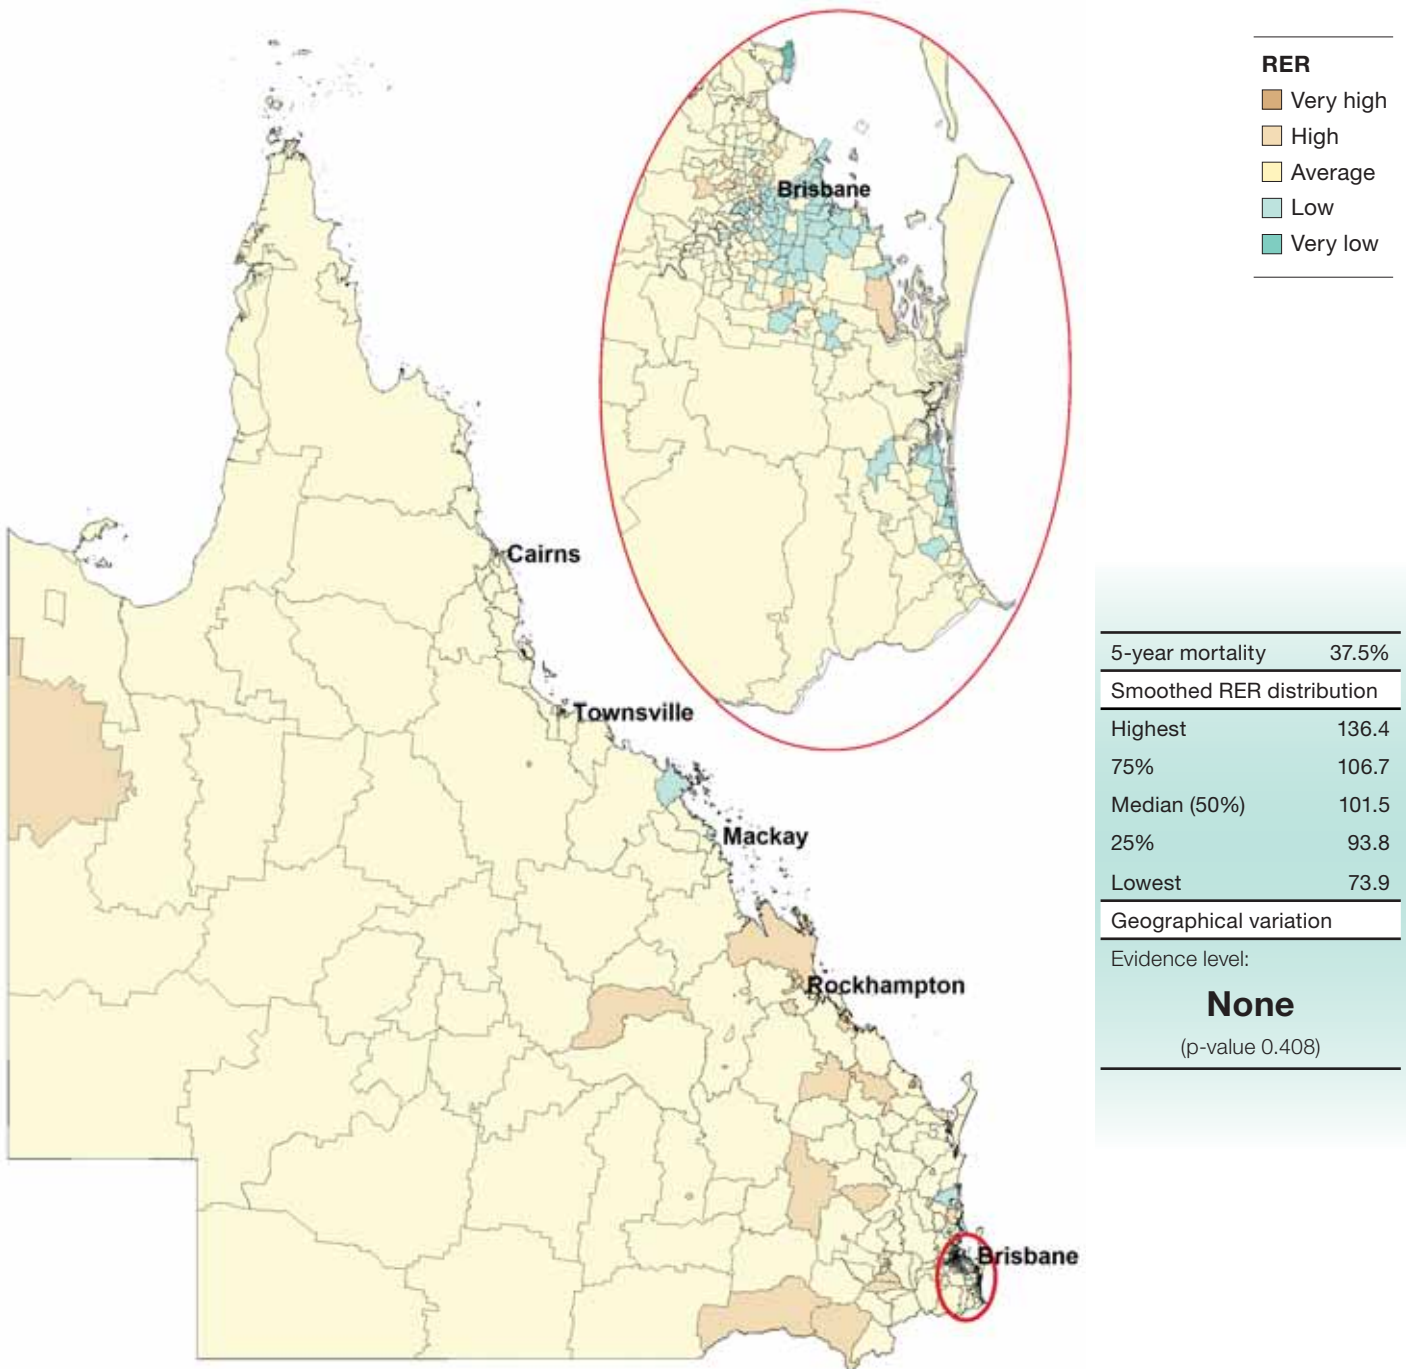 RER
Very high
High
Average
Low
Very low
Brisbane
Cairns
Townsville
Mackay
Rockhampton
Brisbane
5-year mortality 37.5%
Smoothed RER distribution
Highest 136.4
75% 106.7
Median (50%) 101.5
25% 93.8
Lowest 73.9
Geographical variation
Evidence level:
None
(p-value 0.408)